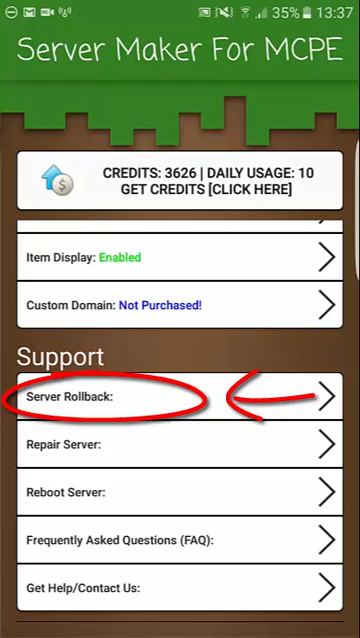 35% 13:37
Server Maker For MCPE
CREDITS: 3626 | DAILY USAGE: 10
GET CREDITS [CLICK HERE]
Item Display: Enabled
Custom Domain: Not Purchased!
Support
Server Rollback:
Repair Server:
Reboot Server:
Frequently Asked Questions (FAQ):
Get Help/Contact Us: